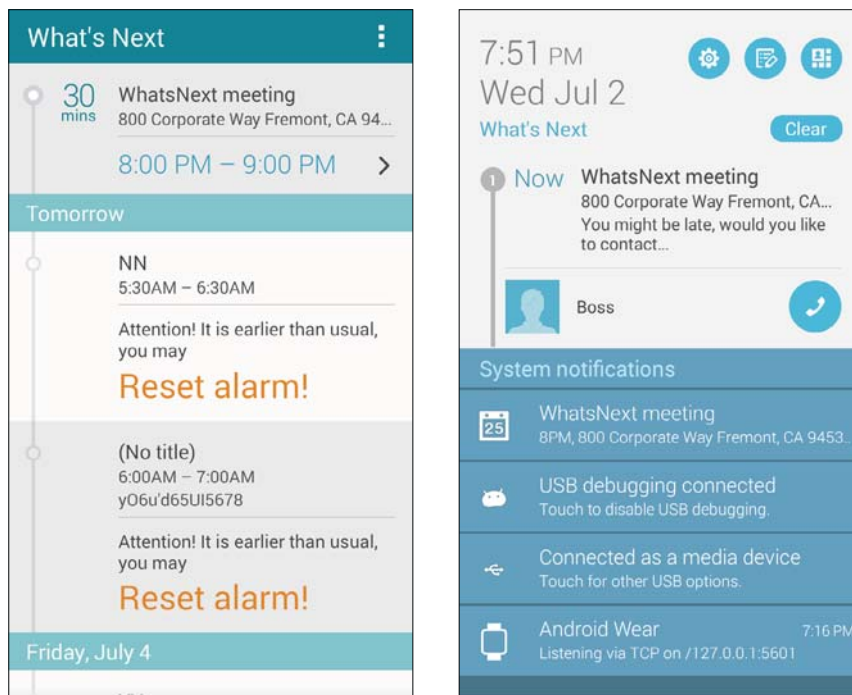 What's Next
30 mins
WhatsNext meeting
800 Corporate Way Fremont, CA 94...
8:00 PM – 9:00 PM
Tomorrow
NN
5:30AM – 6:30AM
Attention! It is earlier than usual,
you may
Reset alarm!
(No title)
6:00AM – 7:00AM
yO6u'd65UI5678
Attention! It is earlier than usual,
you may
Reset alarm!
Friday, July 4
7:51 PM
Wed Jul 2
What's Next
Clear
1 Now WhatsNext meeting
800 Corporate Way Fremont, CA...
You might be late, would you like
to contact...
Boss
System notifications
25
WhatsNext meeting
8PM, 800 Corporate Way Fremont, CA 9453...
USB debugging connected
Touch to disable USB debugging.
Connected as a media device
Touch for other USB options.
Android Wear 7:16 PM
Listening via TCP on /127.0.0.1:5601